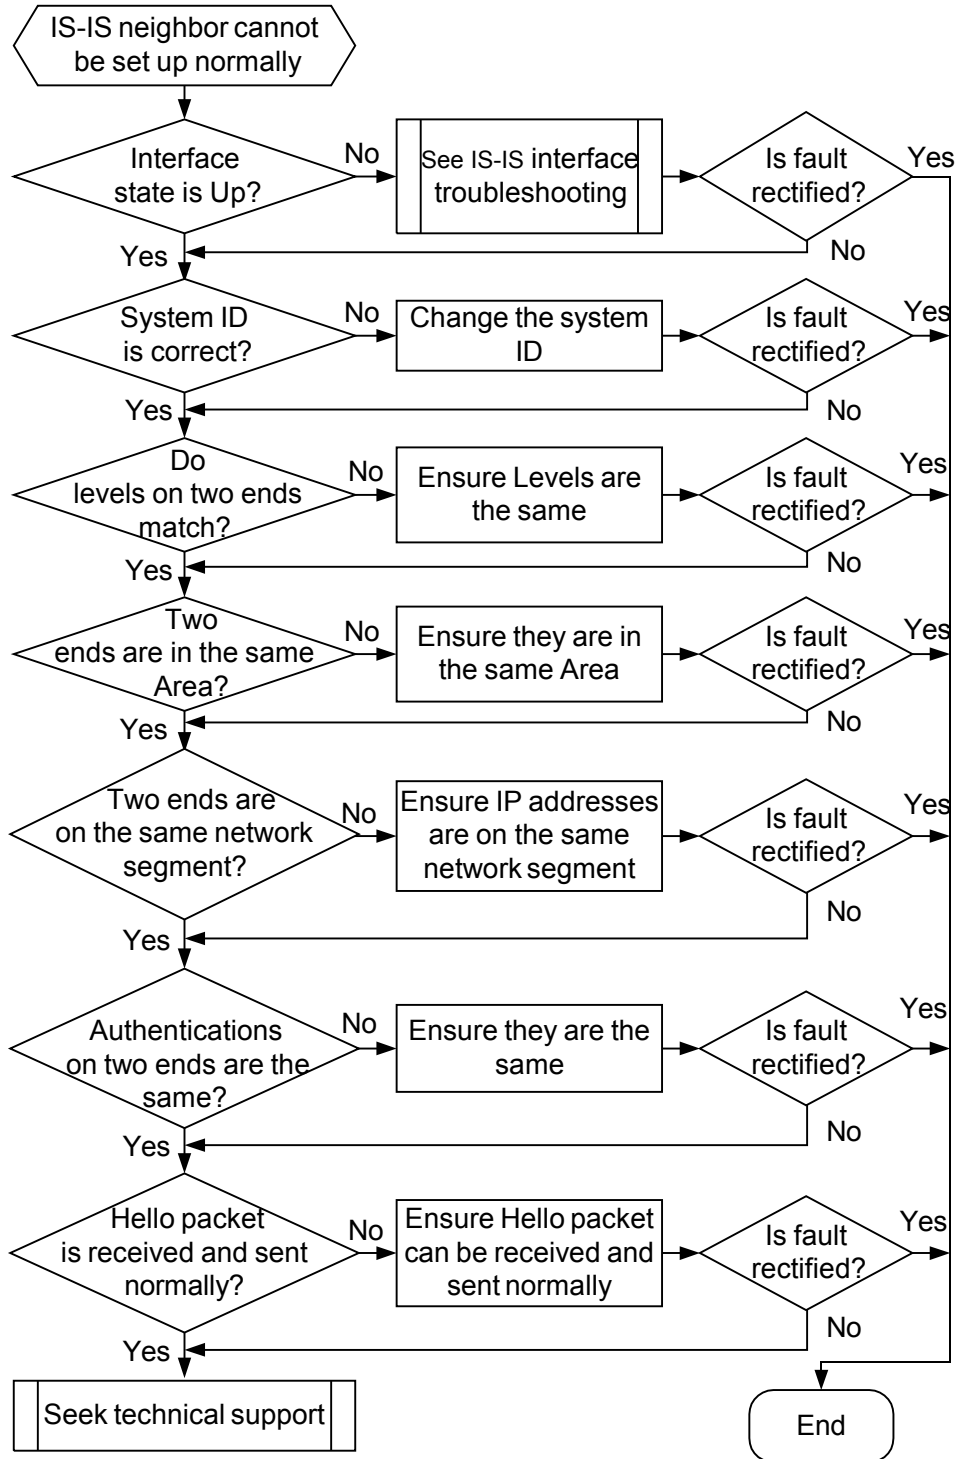 IS-IS neighbor cannot
be set up normally
Interface
state is Up?
No
See IS-IS interface
troubleshooting
Is fault
rectified?
Yes
No
Yes
System ID
is correct?
No
Change the system
ID
Is fault
rectified?
Yes
No
Yes
Do
levels on two ends
match?
No
Ensure Levels are
the same
Is fault
rectified?
Yes
No
Yes
Two
ends are in the same
Area?
No
Ensure they are in
the same Area
Is fault
rectified?
Yes
No
Yes
Two ends are
on the same network
segment?
No
Ensure IP addresses
are on the same
network segment
Is fault
rectified?
Yes
No
Yes
Authentications
on two ends are the
same?
No
Ensure they are the
same
Is fault
rectified?
Yes
No
Yes
Hello packet
is received and sent
normally?
No
Ensure Hello packet
can be received and
sent normally
Is fault
rectified?
Yes
No
Yes
Seek technical support
End